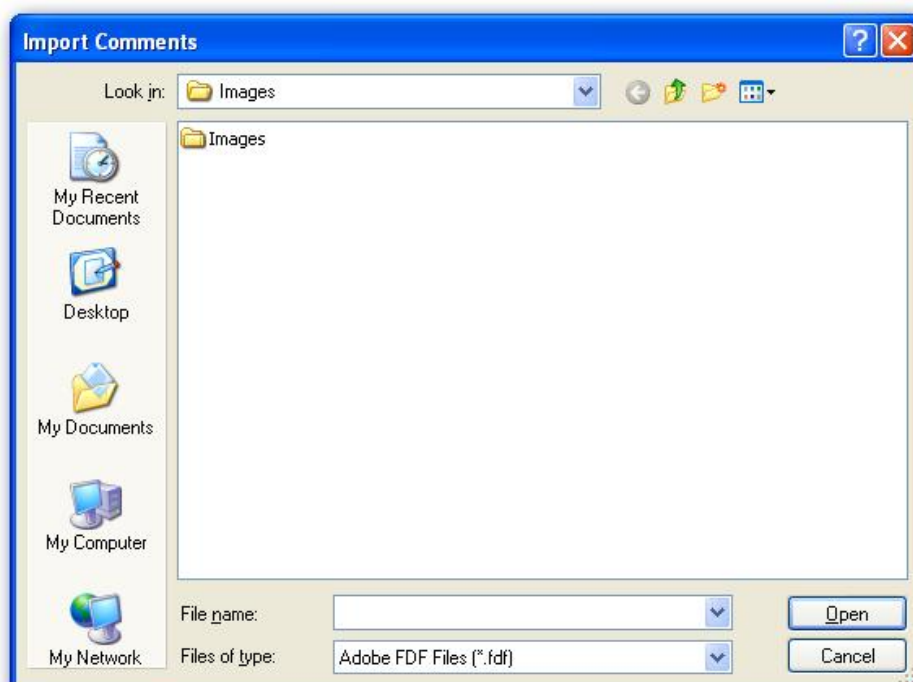 Import Comments
Look in:
Images
Images
My Recent
Documents
Desktop
My Documents
My Computer
My Network
File name:
Open
Files of type:
Adobe FDF Files (*.fdf)
Cancel